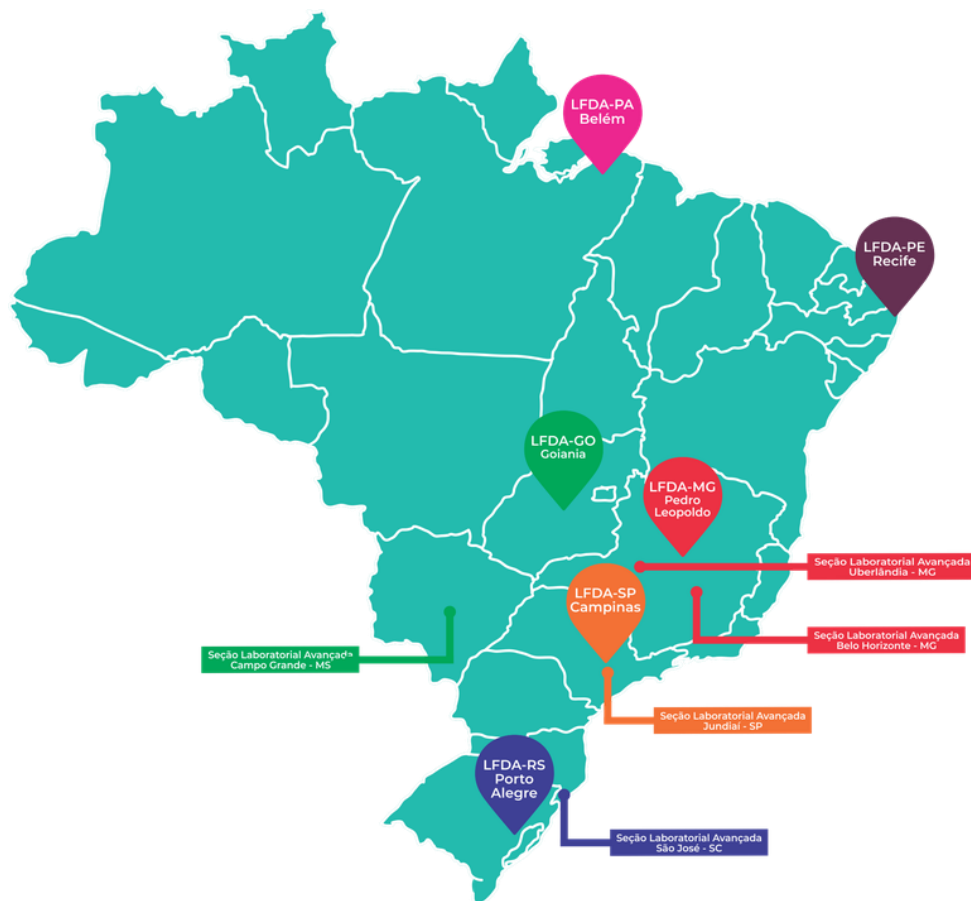 LFDA-PA
Belém
LFDA-PE
Recife
LFDA-GO
Goiania
LFDA-MG
Pedro
Leopoldo
Seção Laboratorial Avançada
Uberlândia - MG
LFDA-SP
Campinas
Seção Laboratorial Avançada
Belo Horizonte - MG
Seção Laboratorial Avançada
Campo Grande - MS
Seção Laboratorial Avançada
Jundiaí - SP
LFDA-RS
Porto
Alegre
Seção Laboratorial Avançada
São José - SC